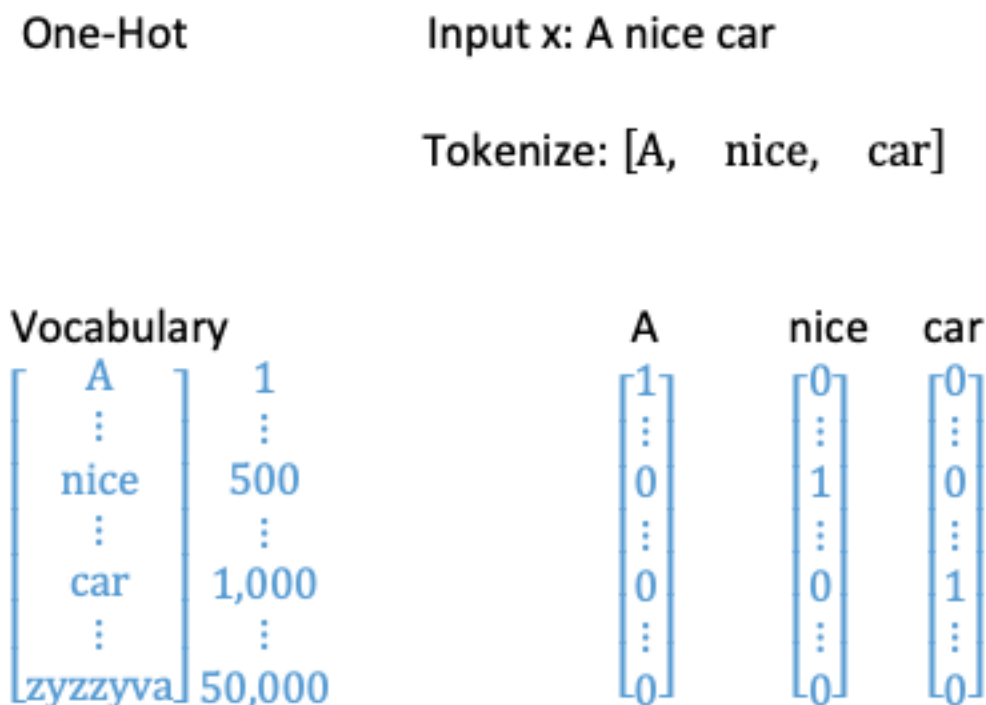 One-Hot Input x: A nice car
Tokenize: [A, nice, car]
Vocabulary A nice car
A 1 1 0 0
⋮ ⋮ ⋮ ⋮ ⋮
nice 500 0 1 0
⋮ ⋮ ⋮ ⋮ ⋮
car 1,000 0 0 1
⋮ ⋮ ⋮ ⋮ ⋮
zyzzyva 50,000 0 0 0